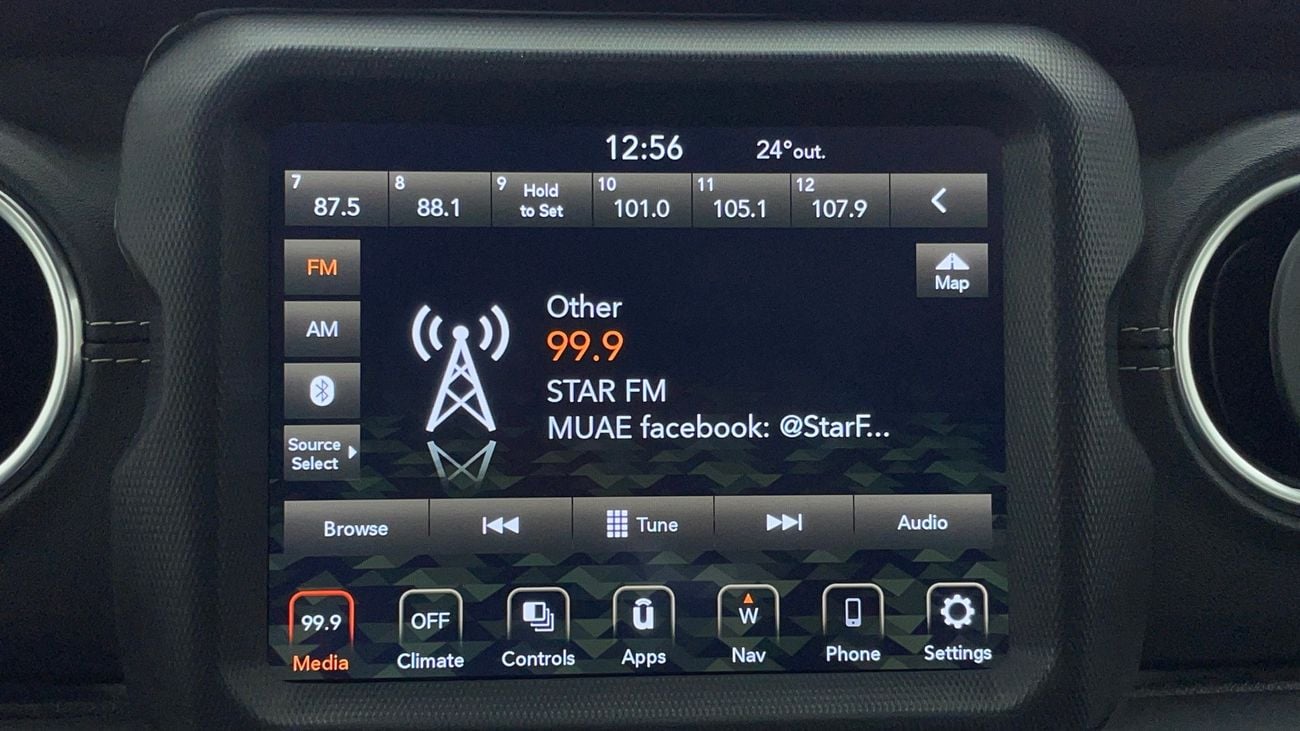 12:56 24°out.
7 87.5 8 88.1 9 Hold to Set 10 101.0 11 105.1 12 107.9
FM
Map
Other
99.9
AM
STAR FM
MUAE facebook: @StarF...
Source
Select
Browse Tune Audio
99.9 OFF W
Media Climate Controls Apps Nav Phone Settings